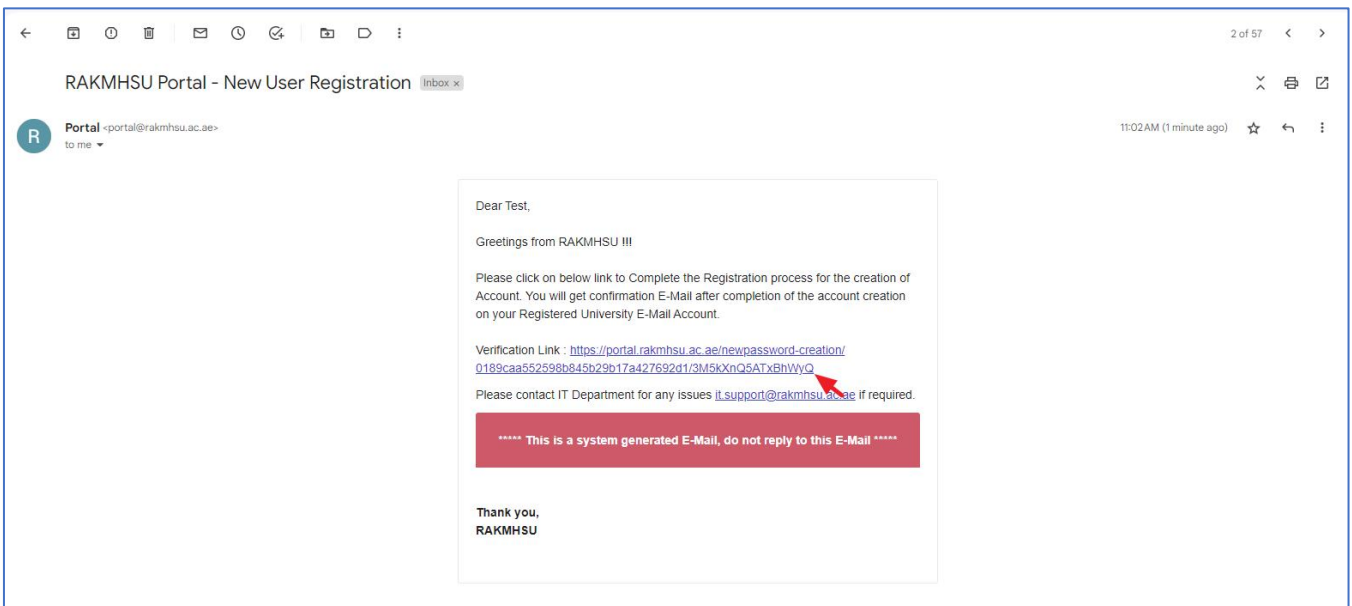 2 of 57
RAKMHSU Portal - New User Registration Inbox ×
R
Portal <portal@rakmhsu.ac.ae> 11:02 AM (1 minute ago)
to me
Dear Test,
Greetings from RAKMHSU !!!
Please click on below link to Complete the Registration process for the creation of
Account. You will get confirmation E-Mail after completion of the account creation
on your Registered University E-Mail Account.
Verification Link : https://portal.rakmhsu.ac.ae/newpassword-creation/
0189caa552598b845b29b17a427692d1/3M5kXnQ5ATxBhWyQ
Please contact IT Department for any issues it.support@rakmhsu.ac.ae if required.
***** This is a system generated E-Mail, do not reply to this E-Mail *****
Thank you,
RAKMHSU